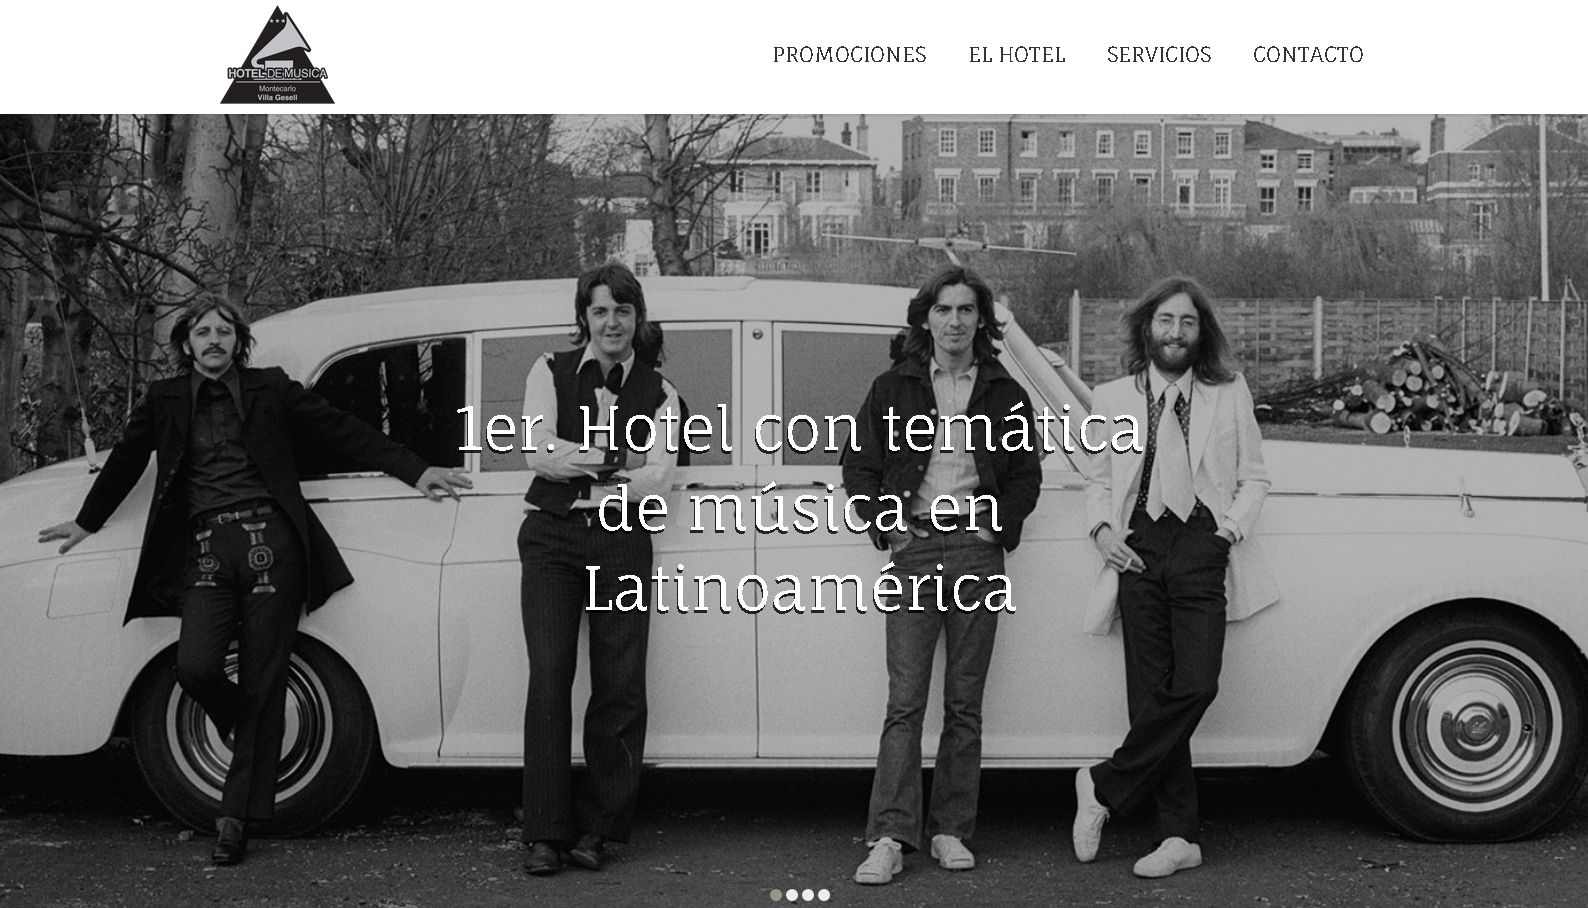 HOTEL DE MUSICA
Montecarlo
Villa Gesell
PROMOCIONES EL HOTEL SERVICIOS CONTACTO
1er. Hotel con temática
de música en
Latinoamérica